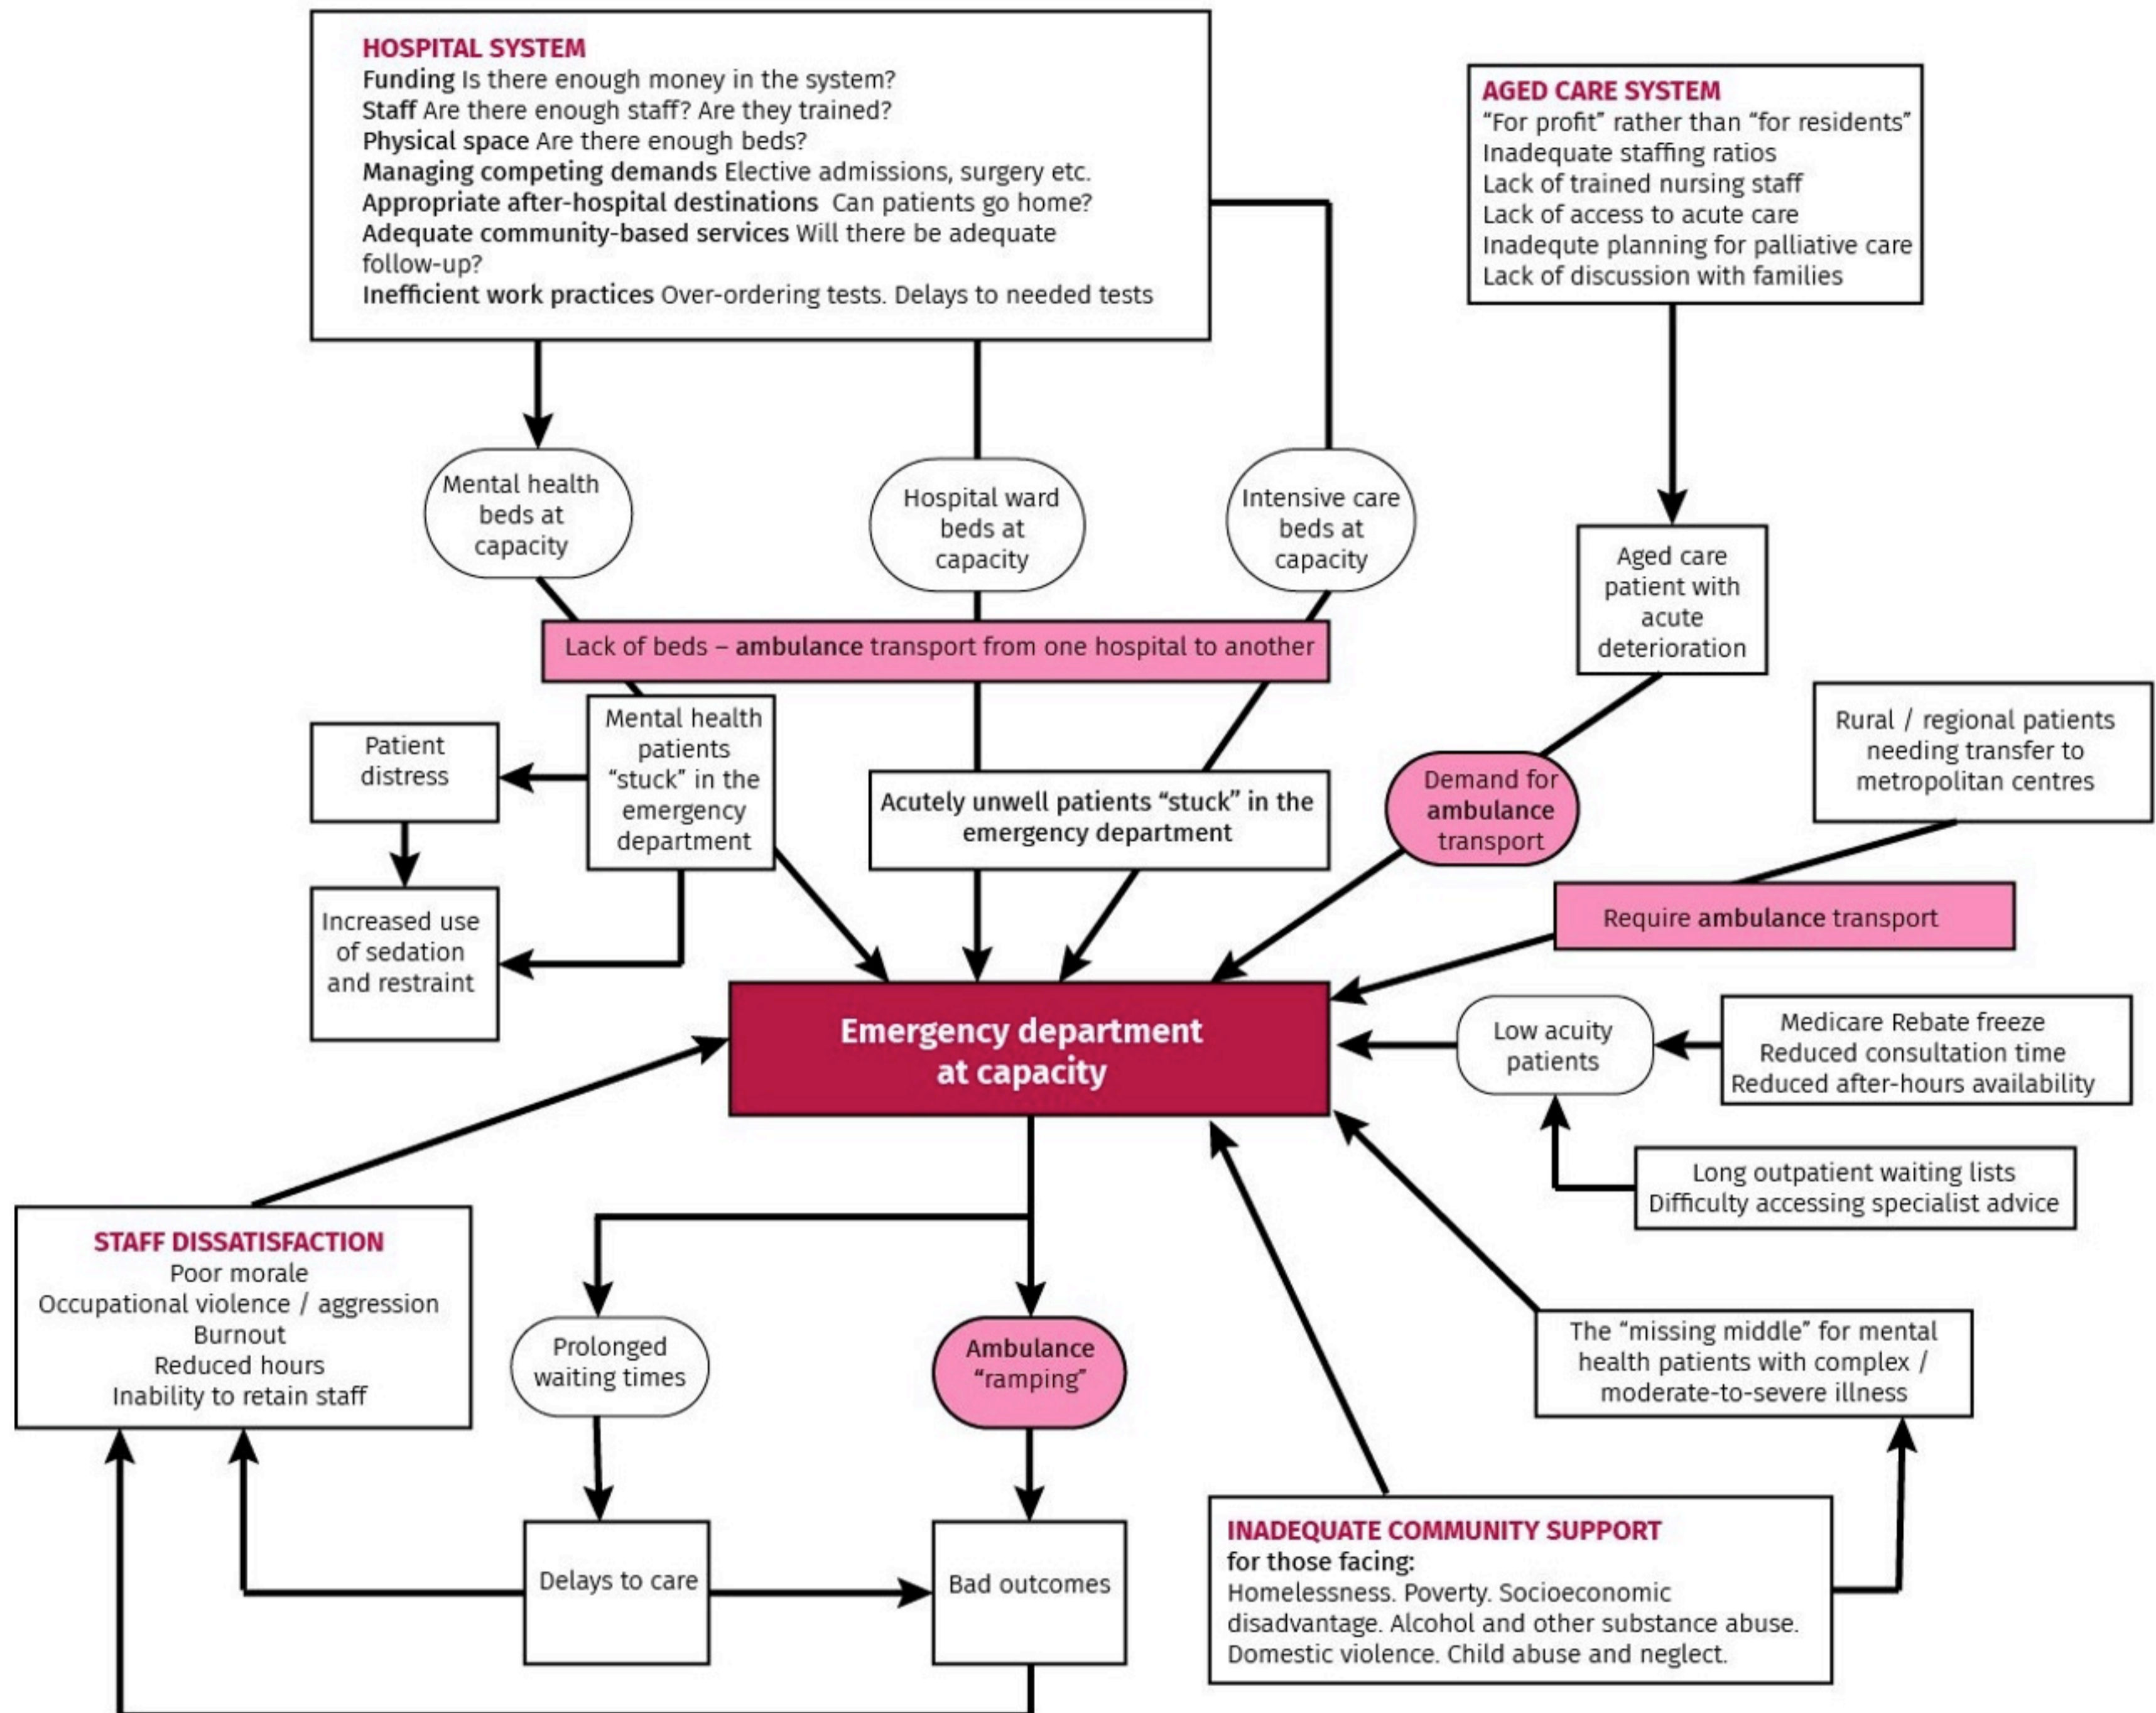 HOSPITAL SYSTEM
Funding Is there enough money in the system?
Staff Are there enough staff? Are they trained?
Physical space Are there enough beds?
Managing competing demands Elective admissions, surgery etc.
Appropriate after-hospital destinations Can patients go home?
Adequate community-based services Will there be adequate
follow-up?
Inefficient work practices Over-ordering tests. Delays to needed tests
AGED CARE SYSTEM
“For profit” rather than “for residents”
Inadequate staffing ratios
Lack of trained nursing staff
Lack of access to acute care
Inadequte planning for palliative care
Lack of discussion with families
Mental health
beds at
capacity
Hospital ward
beds at
capacity
Intensive care
beds at
capacity
Aged care
patient with
acute
deterioration
Lack of beds – ambulance transport from one hospital to another
Patient
distress
Mental health
patients
“stuck” in the
emergency
department
Acutely unwell patients “stuck” in the
emergency department
Demand for
ambulance
transport
Rural / regional patients
needing transfer to
metropolitan centres
Increased use
of sedation
and restraint
Require ambulance transport
Emergency department
at capacity
Low acuity
patients
Medicare Rebate freeze
Reduced consultation time
Reduced after-hours availability
Long outpatient waiting lists
Difficulty accessing specialist advice
STAFF DISSATISFACTION
Poor morale
Occupational violence / aggression
Burnout
Reduced hours
Inability to retain staff
Prolonged
waiting times
Ambulance
“ramping”
The “missing middle” for mental
health patients with complex /
moderate-to-severe illness
Delays to care
Bad outcomes
INADEQUATE COMMUNITY SUPPORT
for those facing:
Homelessness. Poverty. Socioeconomic
disadvantage. Alcohol and other substance abuse.
Domestic violence. Child abuse and neglect.